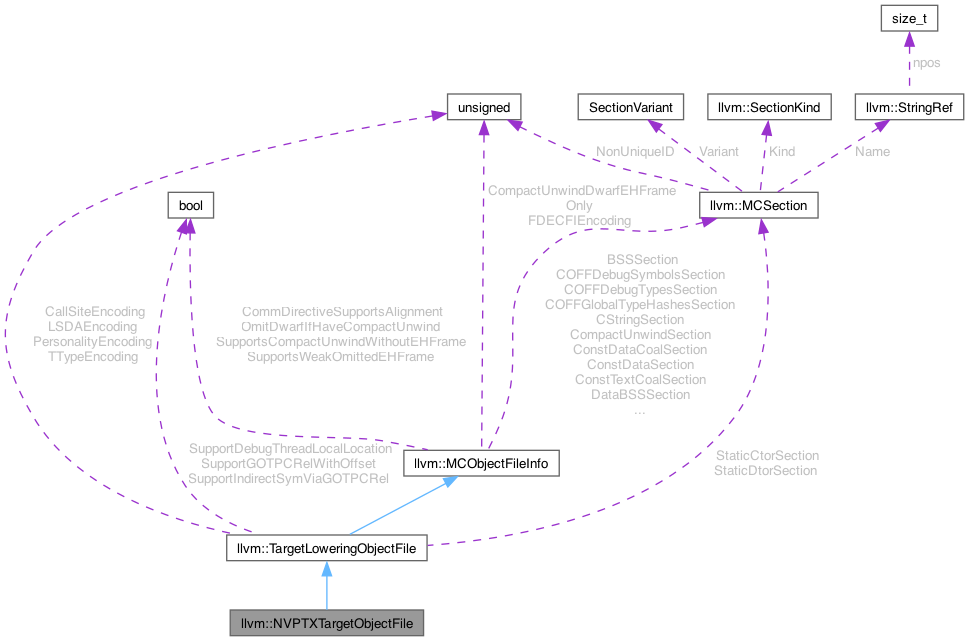 size_t
npos
unsigned
SectionVariant
llvm::SectionKind
llvm::StringRef
NonUniqueID
Variant
Kind
Name
bool
CompactUnwindDwarfEHFrame
Only
FDECFIEncoding
llvm::MCSection
BSSSection
COFFDebugSymbolsSection
COFFDebugTypesSection
COFFGlobalTypeHashesSection
CStringSection
CompactUnwindSection
ConstDataCoalSection
ConstDataSection
ConstTextCoalSection
DataBSSSection
...
CallSiteEncoding
LSDAEncoding
PersonalityEncoding
TTypeEncoding
CommDirectiveSupportsAlignment
OmitDwarfIfHaveCompactUnwind
SupportsCompactUnwindWithoutEHFrame
SupportsWeakOmittedEHFrame
SupportDebugThreadLocalLocation
SupportGOTPCRelWithOffset
SupportIndirectSymViaGOTPCRel
llvm::MCObjectFileInfo
StaticCtorSection
StaticDtorSection
llvm::TargetLoweringObjectFile
llvm::NVPTXTargetObjectFile